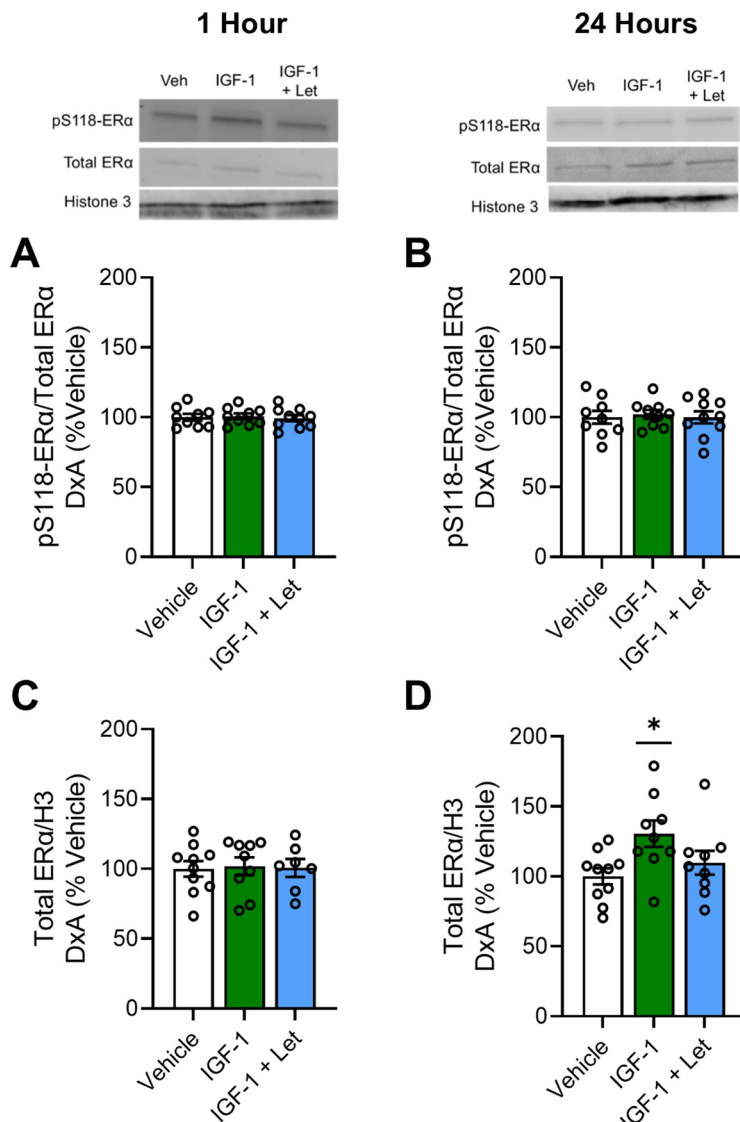 1 Hour
24 Hours
Veh IGF-1 IGF-1 + Let
pS118-ERα
Total ERα
Histone 3
Veh IGF-1 IGF-1 + Let
pS118-ERα
Total ERα
Histone 3
A
pS118-ERα/Total ERα
DxA (%Vehicle)
200
150
100
50
0
Vehicle
IGF-1
IGF-1 + Let
B
pS118-ERα/Total ERα
DxA (%Vehicle)
200
150
100
50
0
Vehicle
IGF-1
IGF-1 + Let
C
Total ERα/H3
DxA (% Vehicle)
200
150
100
50
0
Vehicle
IGF-1
IGF-1 + Let
D
Total ERα/H3
DxA (% Vehicle)
200
150
100
50
0
*
Vehicle
IGF-1
IGF-1 + Let